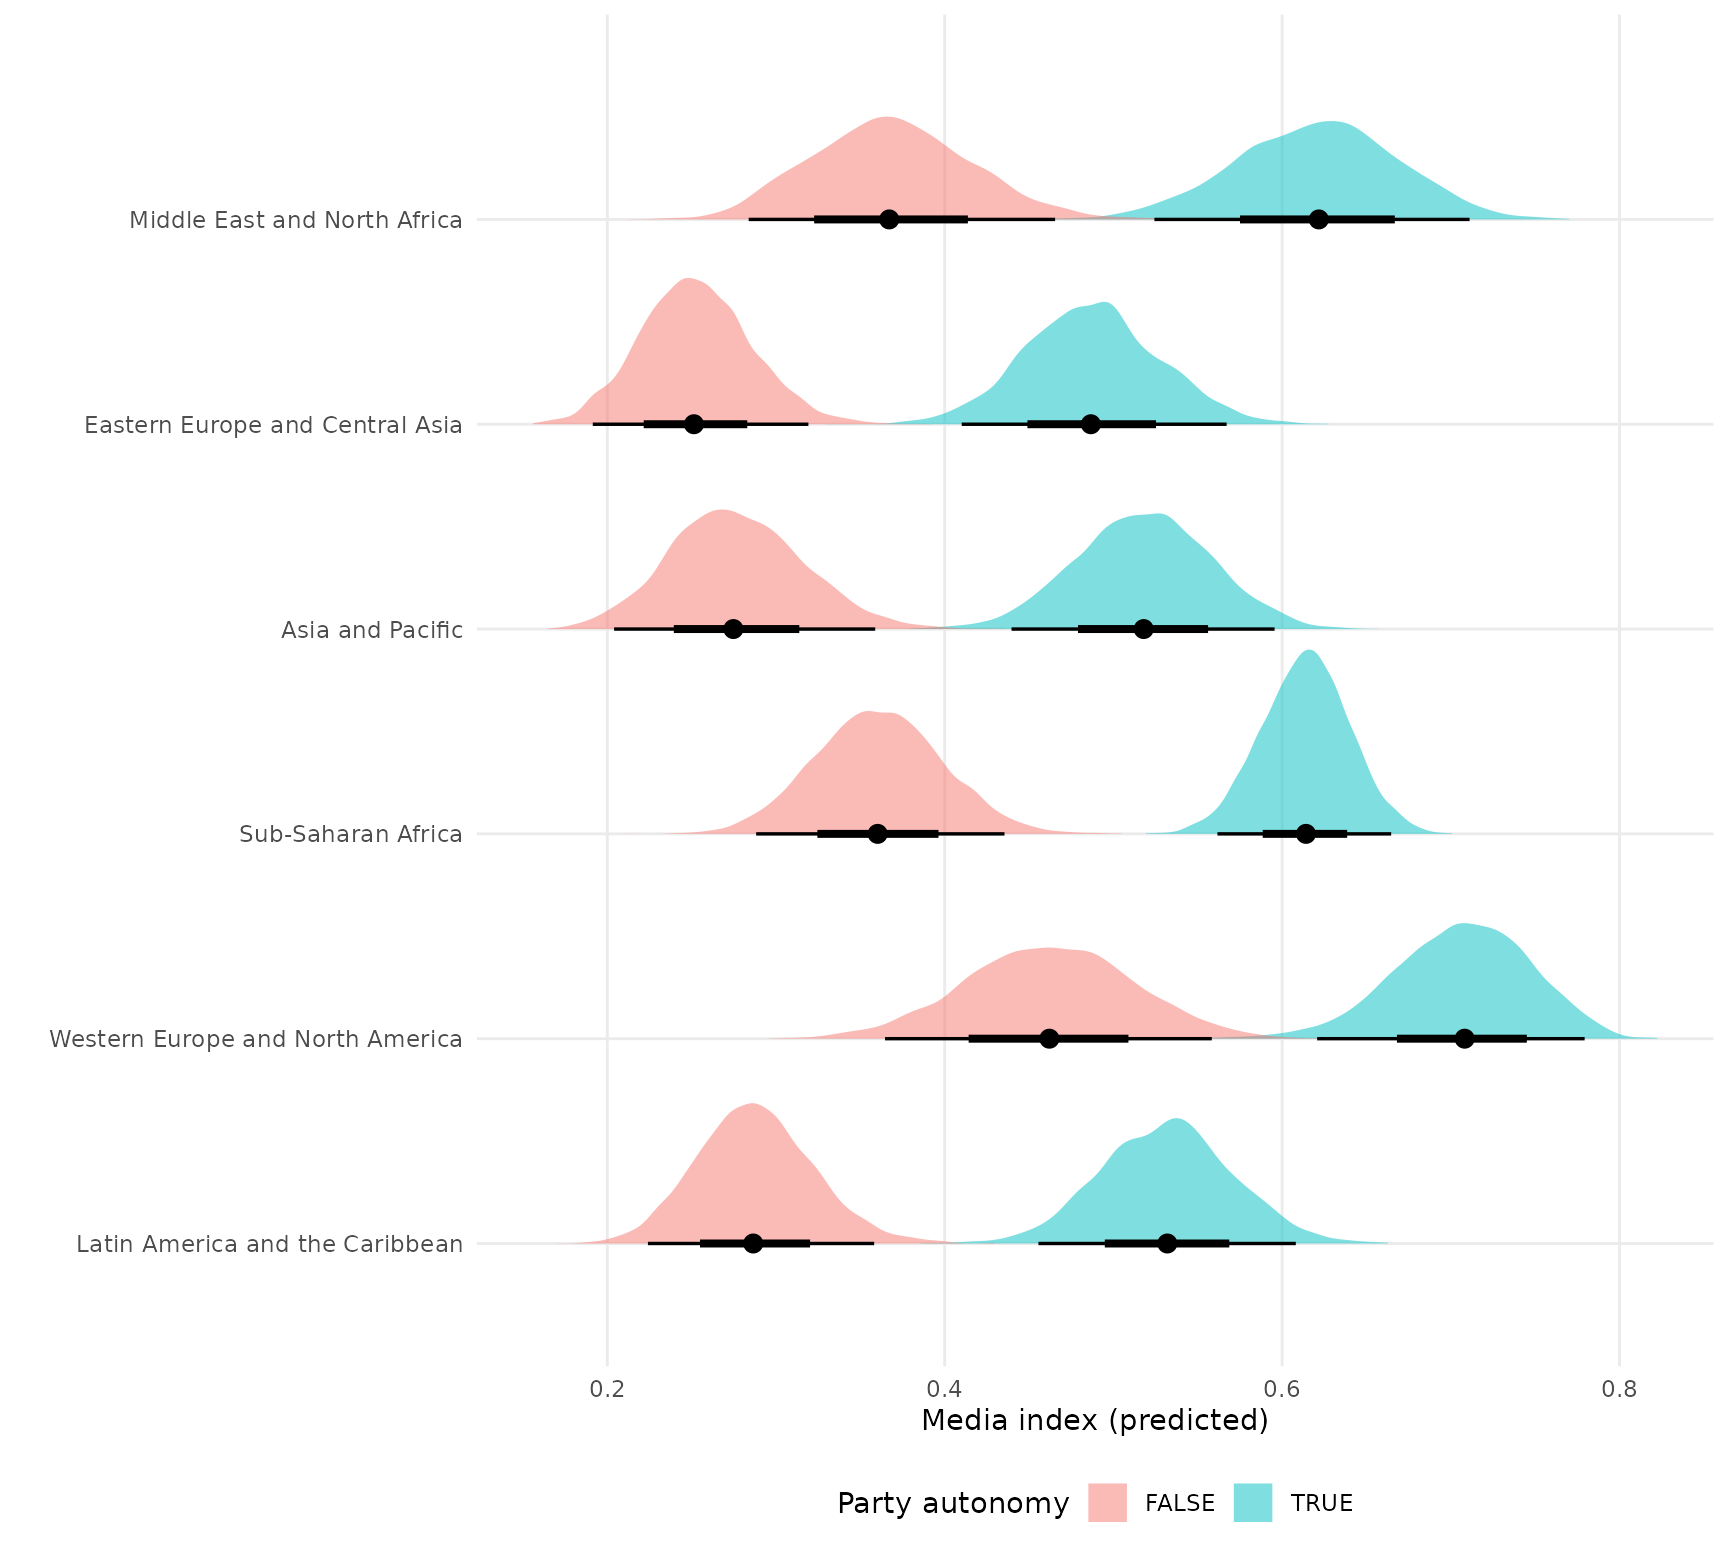 Middle East and North Africa
Eastern Europe and Central Asia
Asia and Pacific
Sub-Saharan Africa
Western Europe and North America
Latin America and the Caribbean
0.2 0.4 0.6 0.8
Media index (predicted)
Party autonomy FALSE TRUE